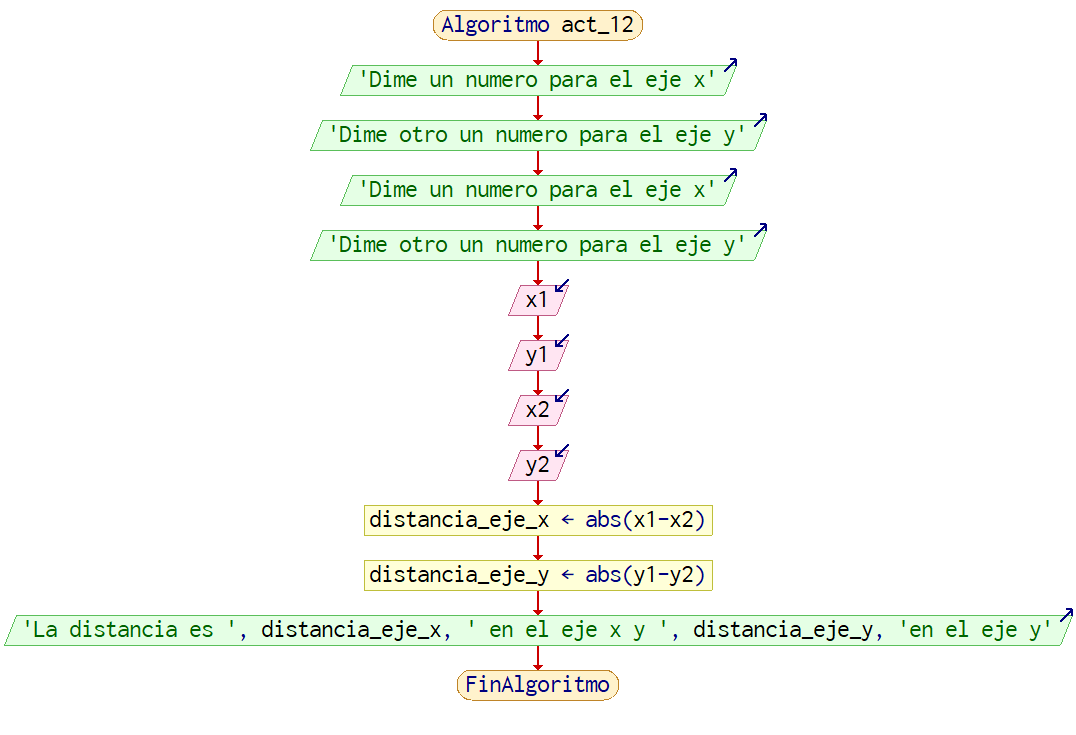 Algoritmo act_12
'Dime un numero para el eje x'
'Dime otro un numero para el eje y'
'Dime un numero para el eje x'
'Dime otro un numero para el eje y'
x1
y1
x2
y2
distancia_eje_x ← abs(x1-x2)
distancia_eje_y ← abs(y1-y2)
'La distancia es ', distancia_eje_x, ' en el eje x y ', distancia_eje_y, 'en el eje y'
FinAlgoritmo